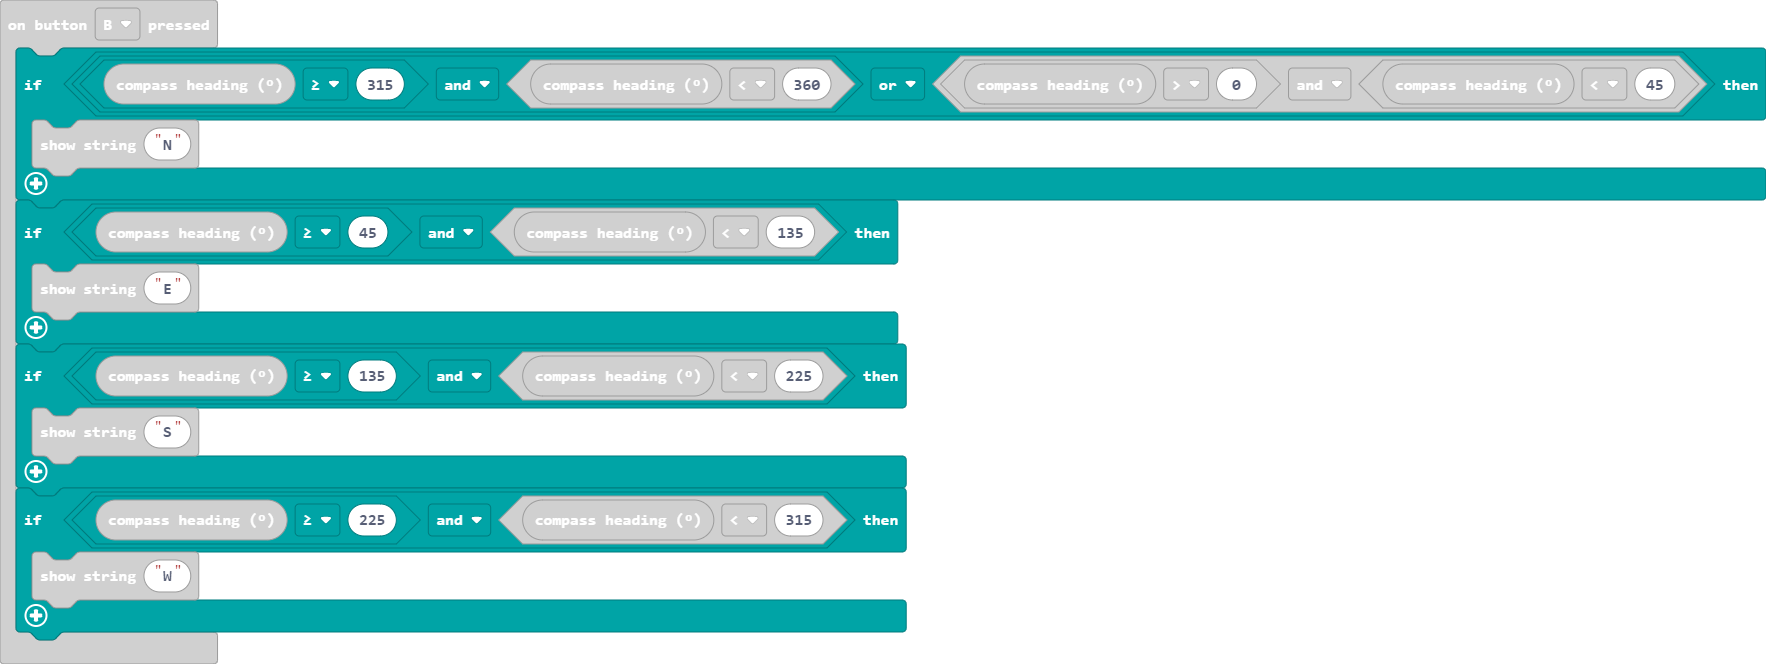 on button B pressed
if compass heading (°) ≥ 315 and compass heading (°) < 360 or compass heading (°) > 0 and compass heading (°) < 45 then
show string "N"
if compass heading (°) ≥ 45 and compass heading (°) < 135 then
show string "E"
if compass heading (°) ≥ 135 and compass heading (°) < 225 then
show string "S"
if compass heading (°) ≥ 225 and compass heading (°) < 315 then
show string "W"